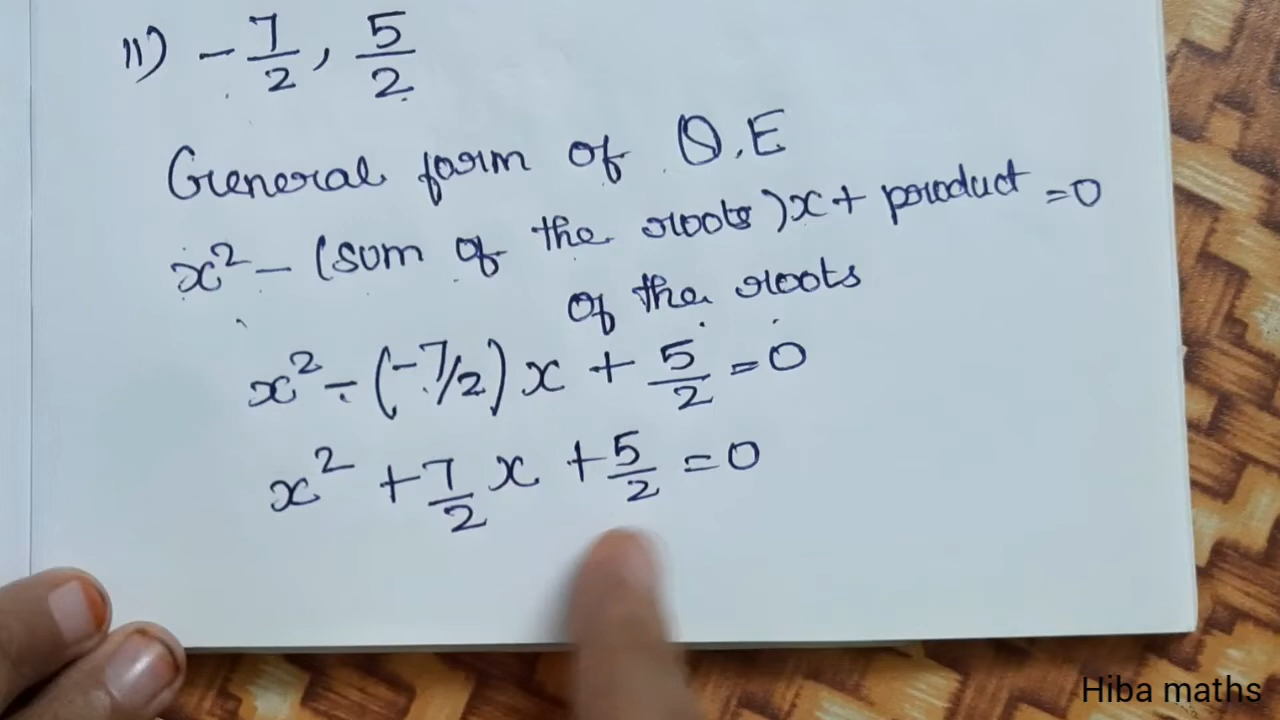 11) -7/2, 5/2
General form of Q.E
x² - (sum of the roots)x + product = 0
of the roots
x² - (-7/2)x + 5/2 = 0
x² + 7/2 x + 5/2 = 0
Hiba maths